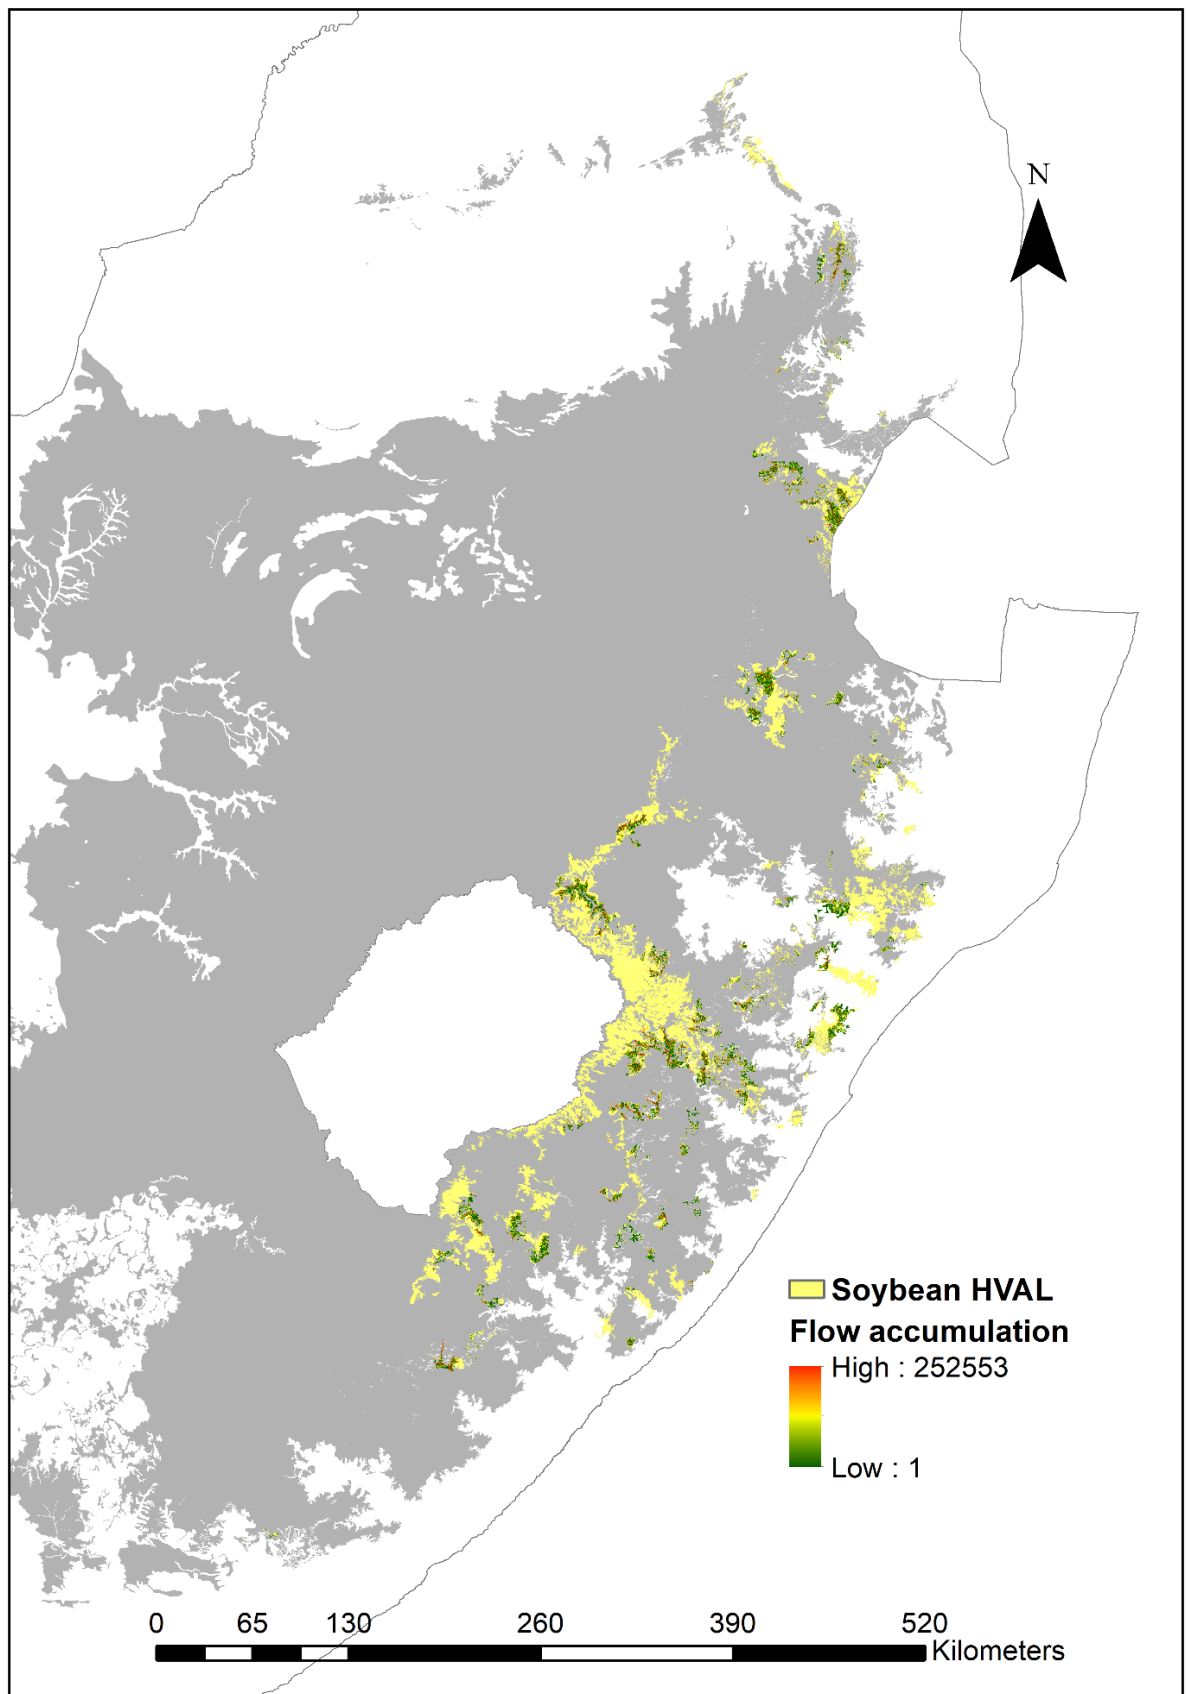 N
Soybean HVAL
Flow accumulation
High : 252553
Low : 1
0 65 130 260 390 520
Kilometers